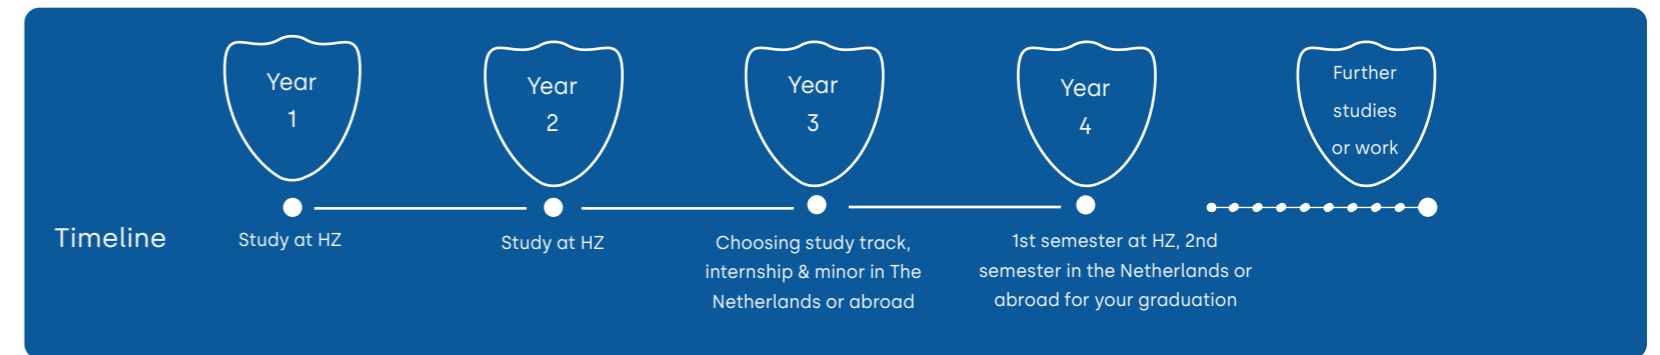 Year
1
Year
2
Year
3
Year
4
Further
studies
or work
Timeline
Study at HZ
Study at HZ
Choosing study track,
internship & minor in The
Netherlands or abroad
1st semester at HZ, 2nd
semester in the Netherlands or
abroad for your graduation